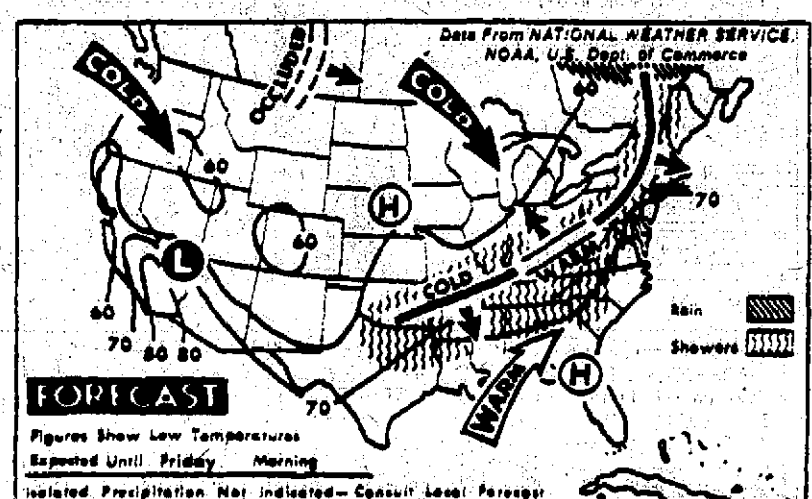 Data From NATIONAL WEATHER SERVICE
NOAA, U.S. Dept. of Commerce
COLD
OCCLUDED
COLD
60
60
H
70
60
L
COLD
WARM
60
70
80 80
Rain
Showers
H
WARM
70
FORECAST
Figures Show Low Temperatures
Expected Until Friday Morning
Isolated Precipitation Not Indicated— Consult Local Forecast